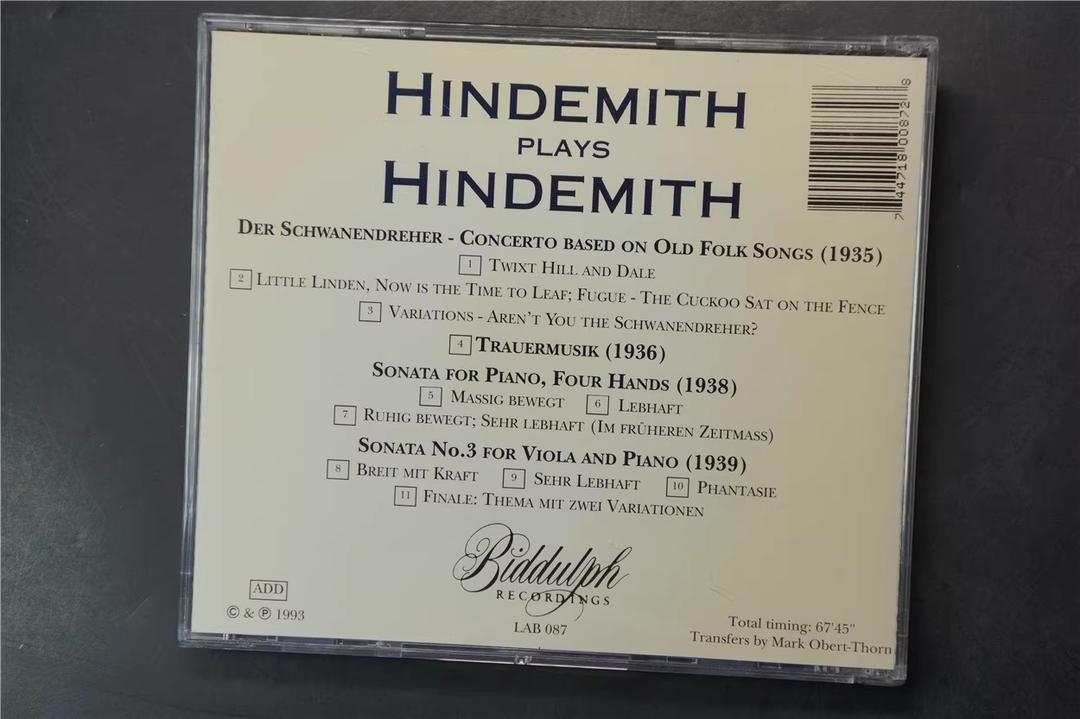 HINDEMITH
PLAYS
HINDEMITH
7 44718 00872 8
DER SCHWANENDREHER - CONCERTO BASED ON OLD FOLK SONGS (1935)
1 TWIXT HILL AND DALE
2 LITTLE LINDEN, NOW IS THE TIME TO LEAF; FUGUE - THE CUCKOO SAT ON THE FENCE
3 VARIATIONS - AREN'T YOU THE SCHWANENDREHER?
4 TRAUERMUSIK (1936)
SONATA FOR PIANO, FOUR HANDS (1938)
5 MASSIG BEWEGT 6 LEBHAFT
7 RUHIG BEWEGT; SEHR LEBHAFT (IM FRÜHEREN ZEITMASS)
SONATA NO.3 FOR VIOLA AND PIANO (1939)
8 BREIT MIT KRAFT 9 SEHR LEBHAFT 10 PHANTASIE
11 FINALE: THEMA MIT ZWEI VARIATIONEN
Biddulph
RECORDINGS
LAB 087
ADD
© & ℗ 1993
Total timing: 67'45"
Transfers by Mark Obert-Thorn